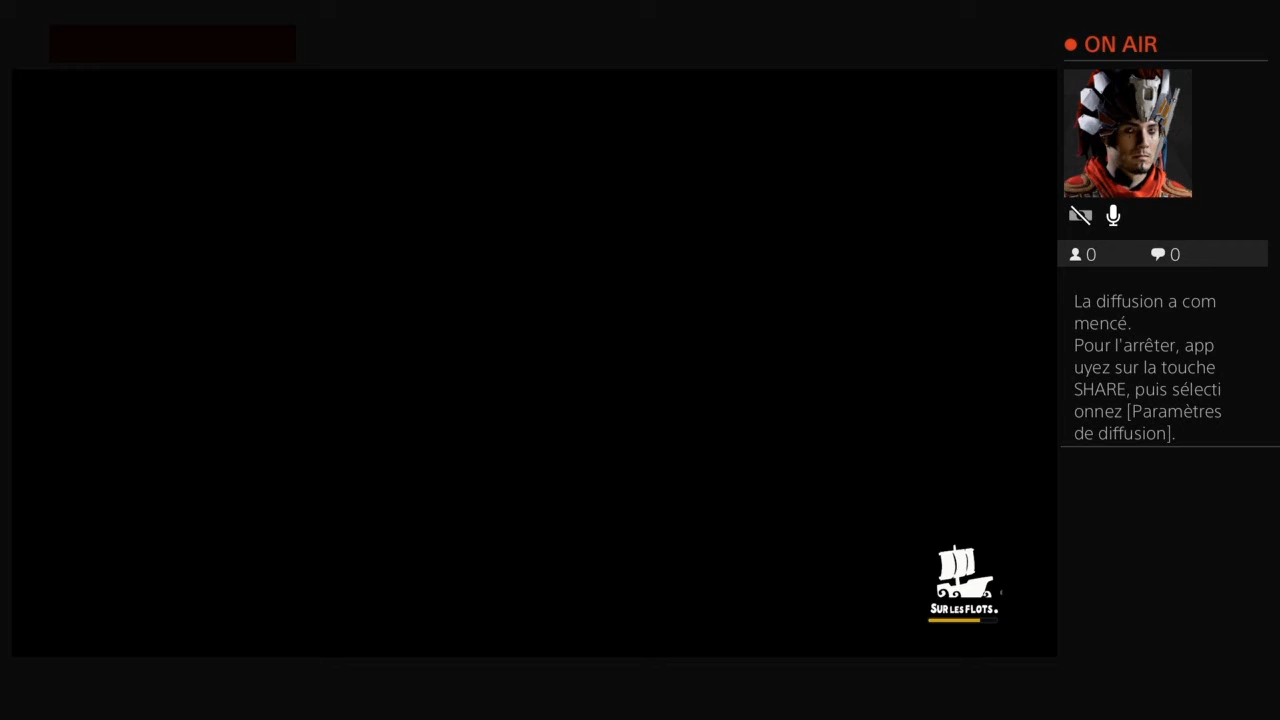 ON AIR
0 0
La diffusion a com
mencé.
Pour l'arrêter, app
uyez sur la touche
SHARE, puis sélecti
onnez [Paramètres
de diffusion].
SUR LES FLOTS.